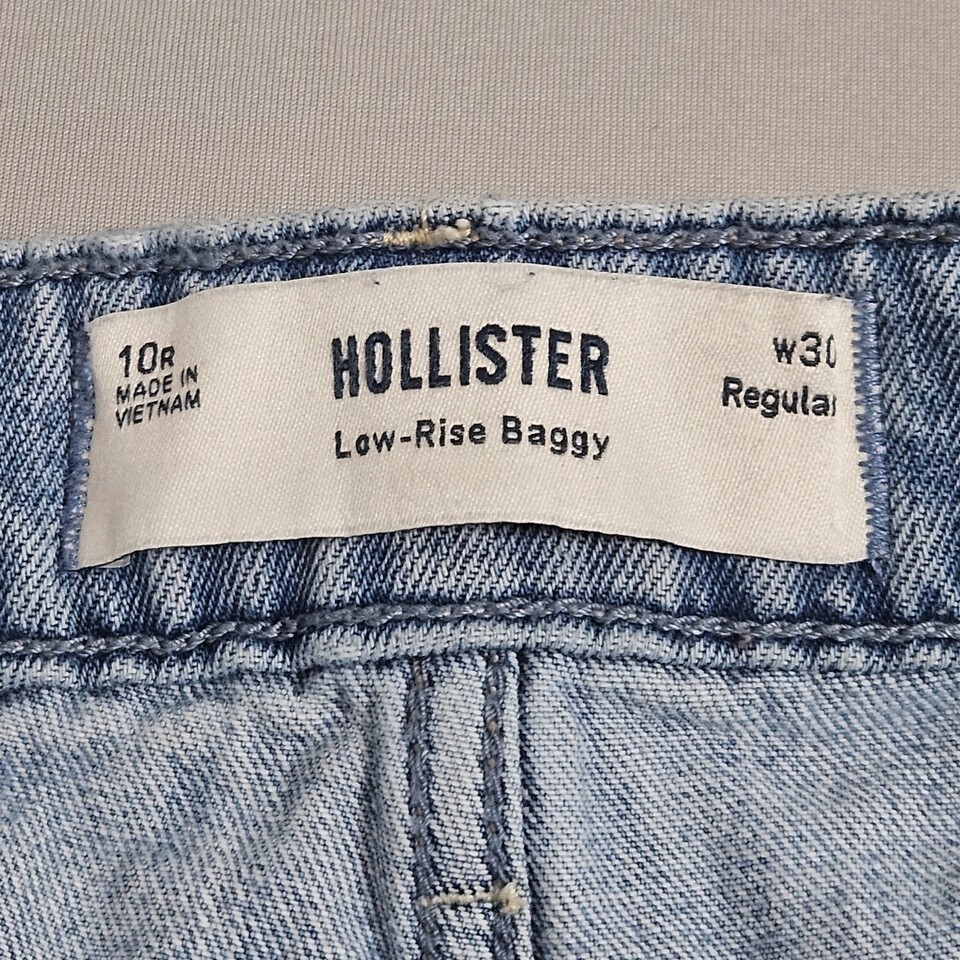 10R
MADE IN
VIETNAM
HOLLISTER
Low-Rise Baggy
W30
Regular